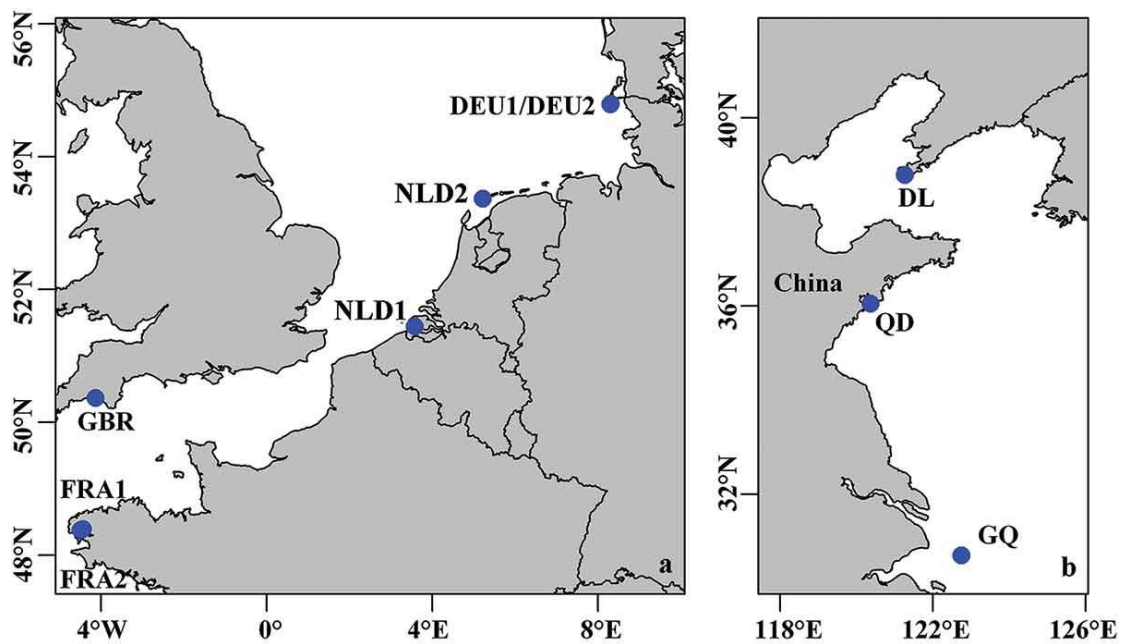 56°N
54°N
52°N
50°N
48°N
4°W
0°
4°E
8°E
DEU1/DEU2
NLD2
NLD1
GBR
FRA1
FRA2
a
40°N
36°N
32°N
118°E
122°E
126°E
DL
China
QD
GQ
b